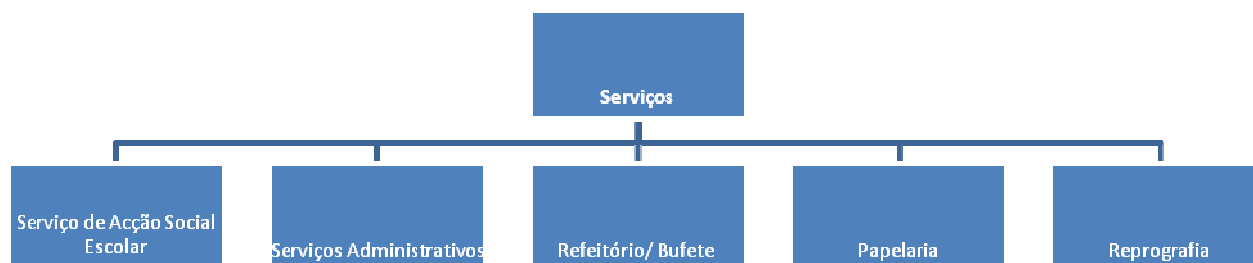 Serviços
Serviço de Acção Social
Escolar
Serviços Administrativos
Refeitório/ Bufete
Papelaria
Reprografia